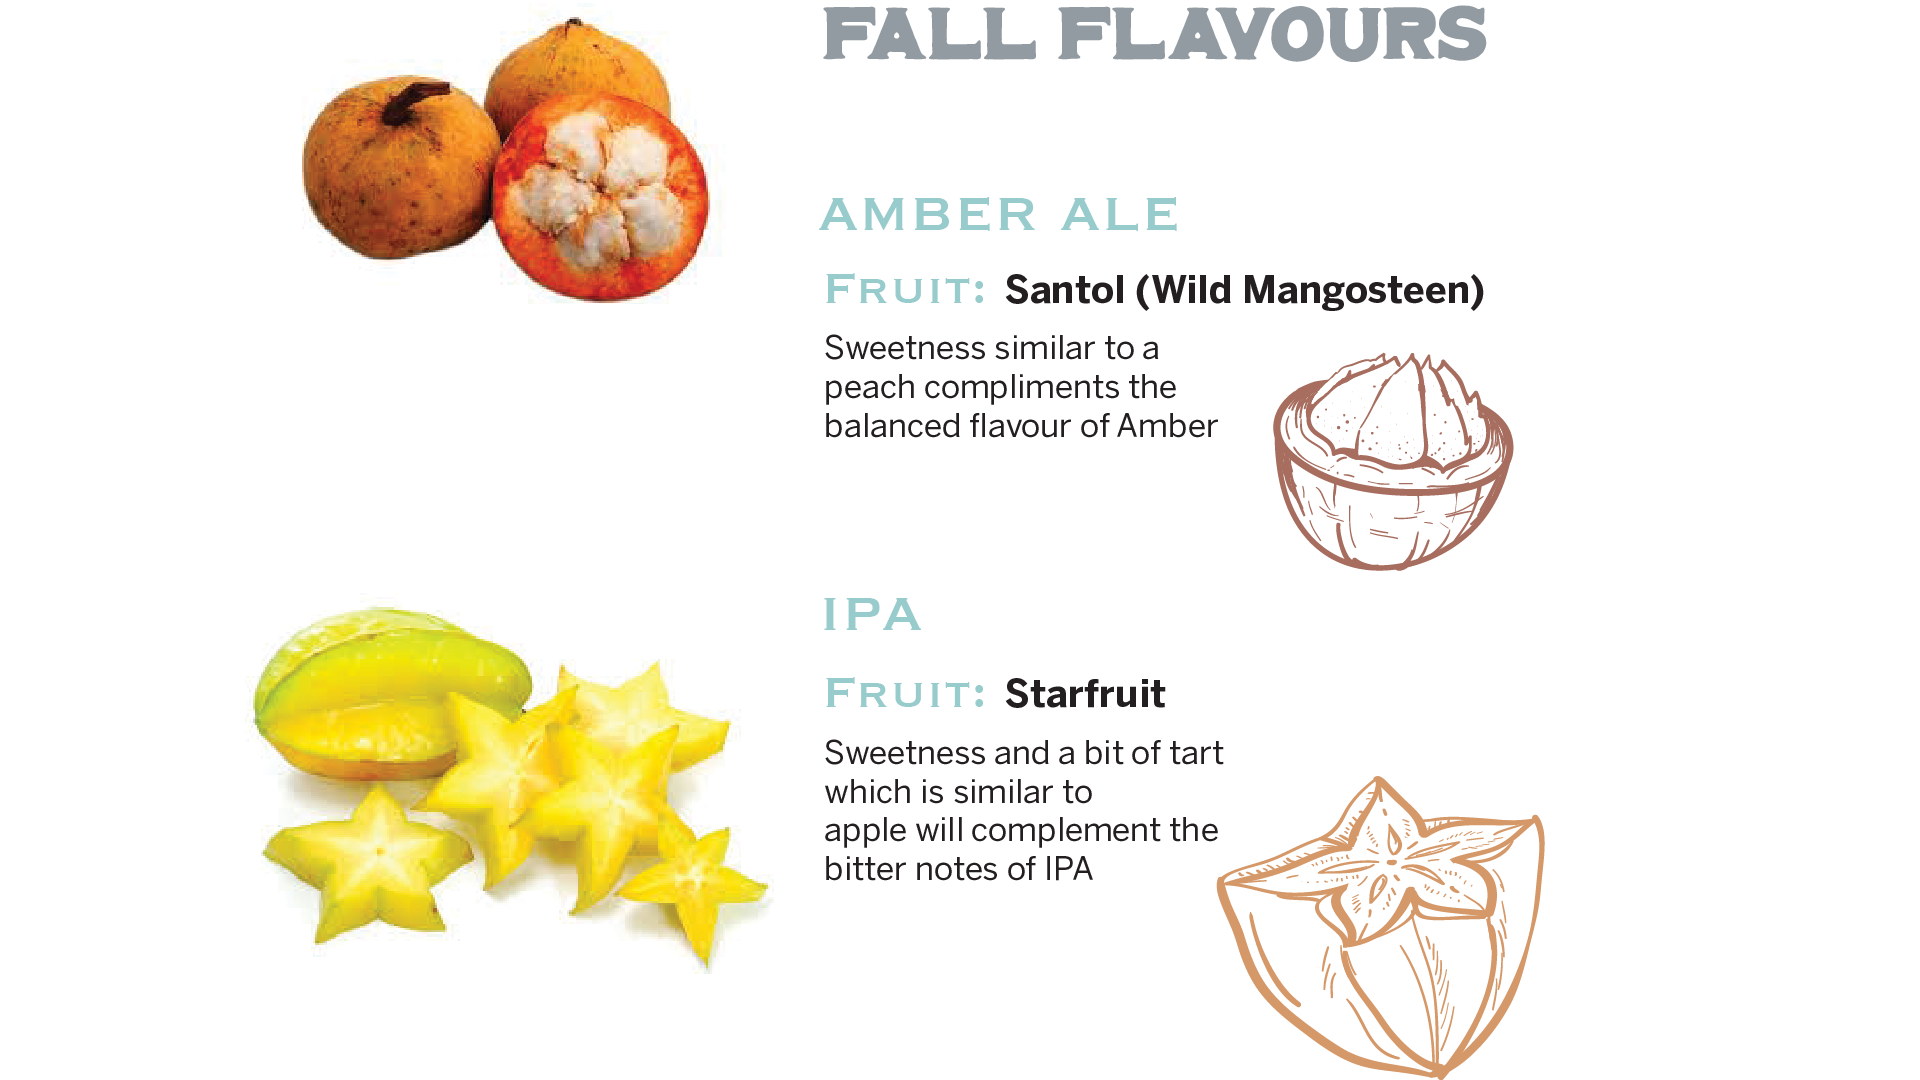 FALL FLAVOURS
AMBER ALE
FRUIT: Santol (Wild Mangosteen)
Sweetness similar to a
peach compliments the
balanced flavour of Amber
IPA
FRUIT: Starfruit
Sweetness and a bit of tart
which is similar to
apple will complement the
bitter notes of IPA